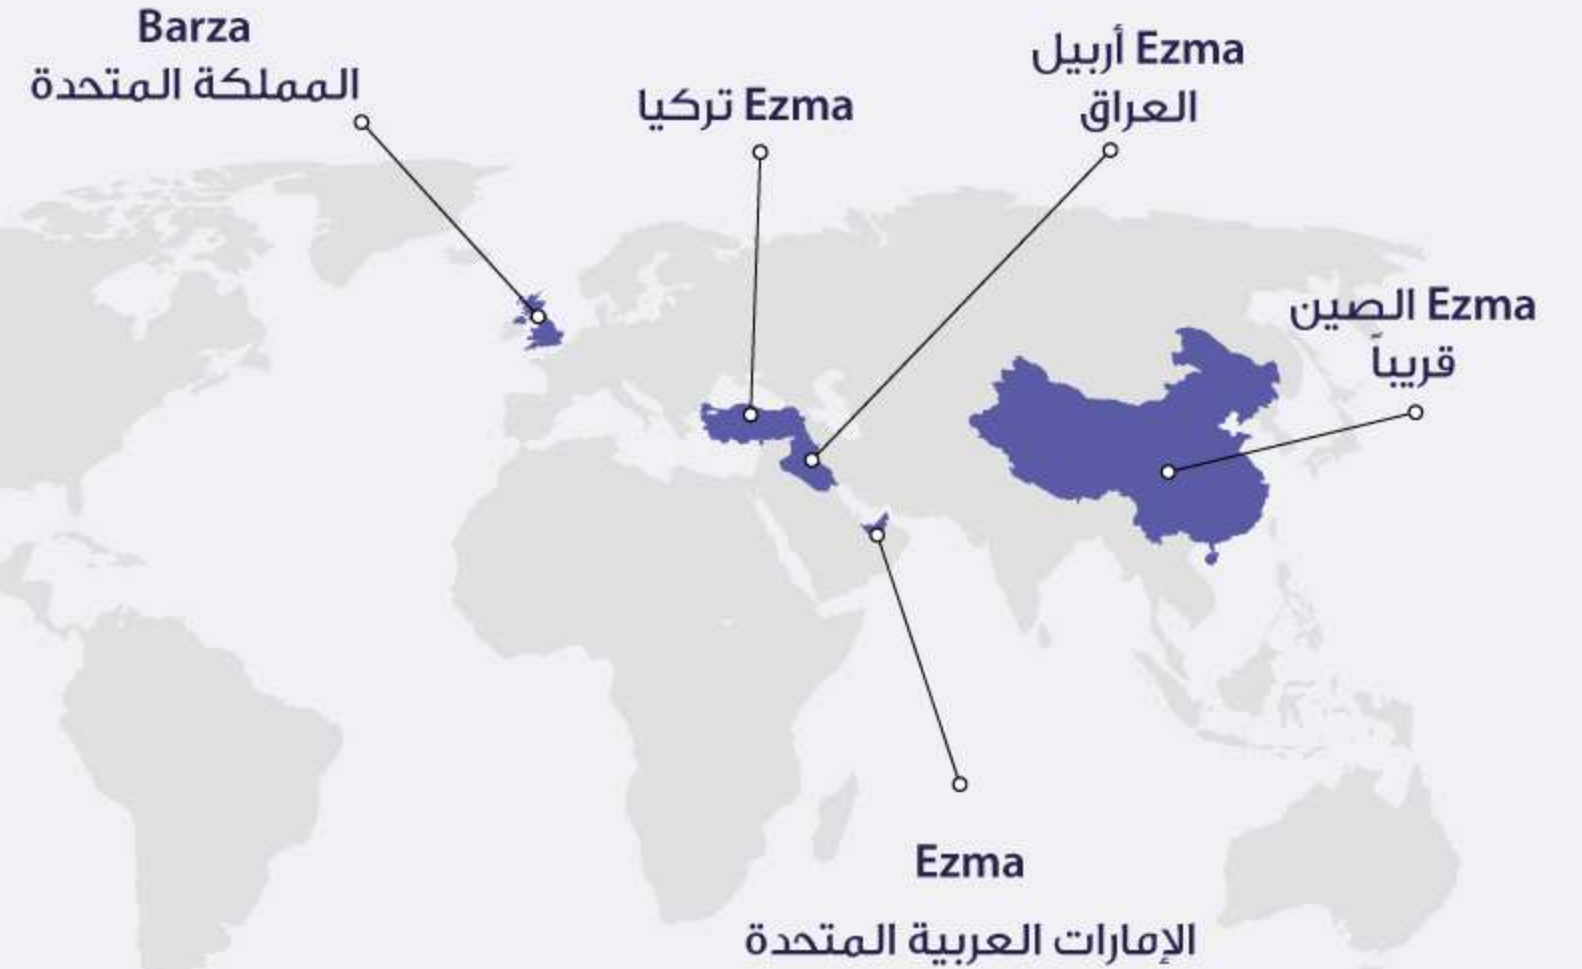 Barza
المملكة المتحدة
Ezma تركيا
Ezma أربيل
العراق
Ezma الصين
قريباً
Ezma
الإمارات العربية المتحدة